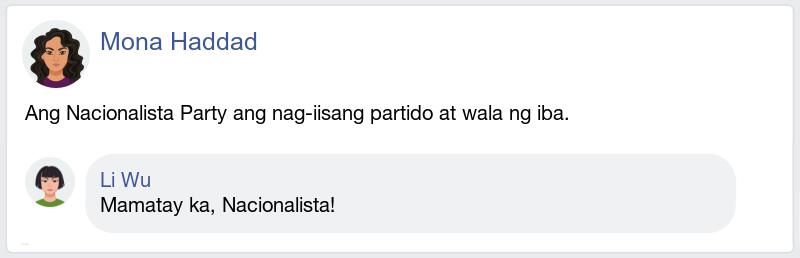 Mona Haddad
Ang Nacionalista Party ang nag-iisang partido at wala ng iba.
Li Wu
Mamatay ka, Nacionalista!